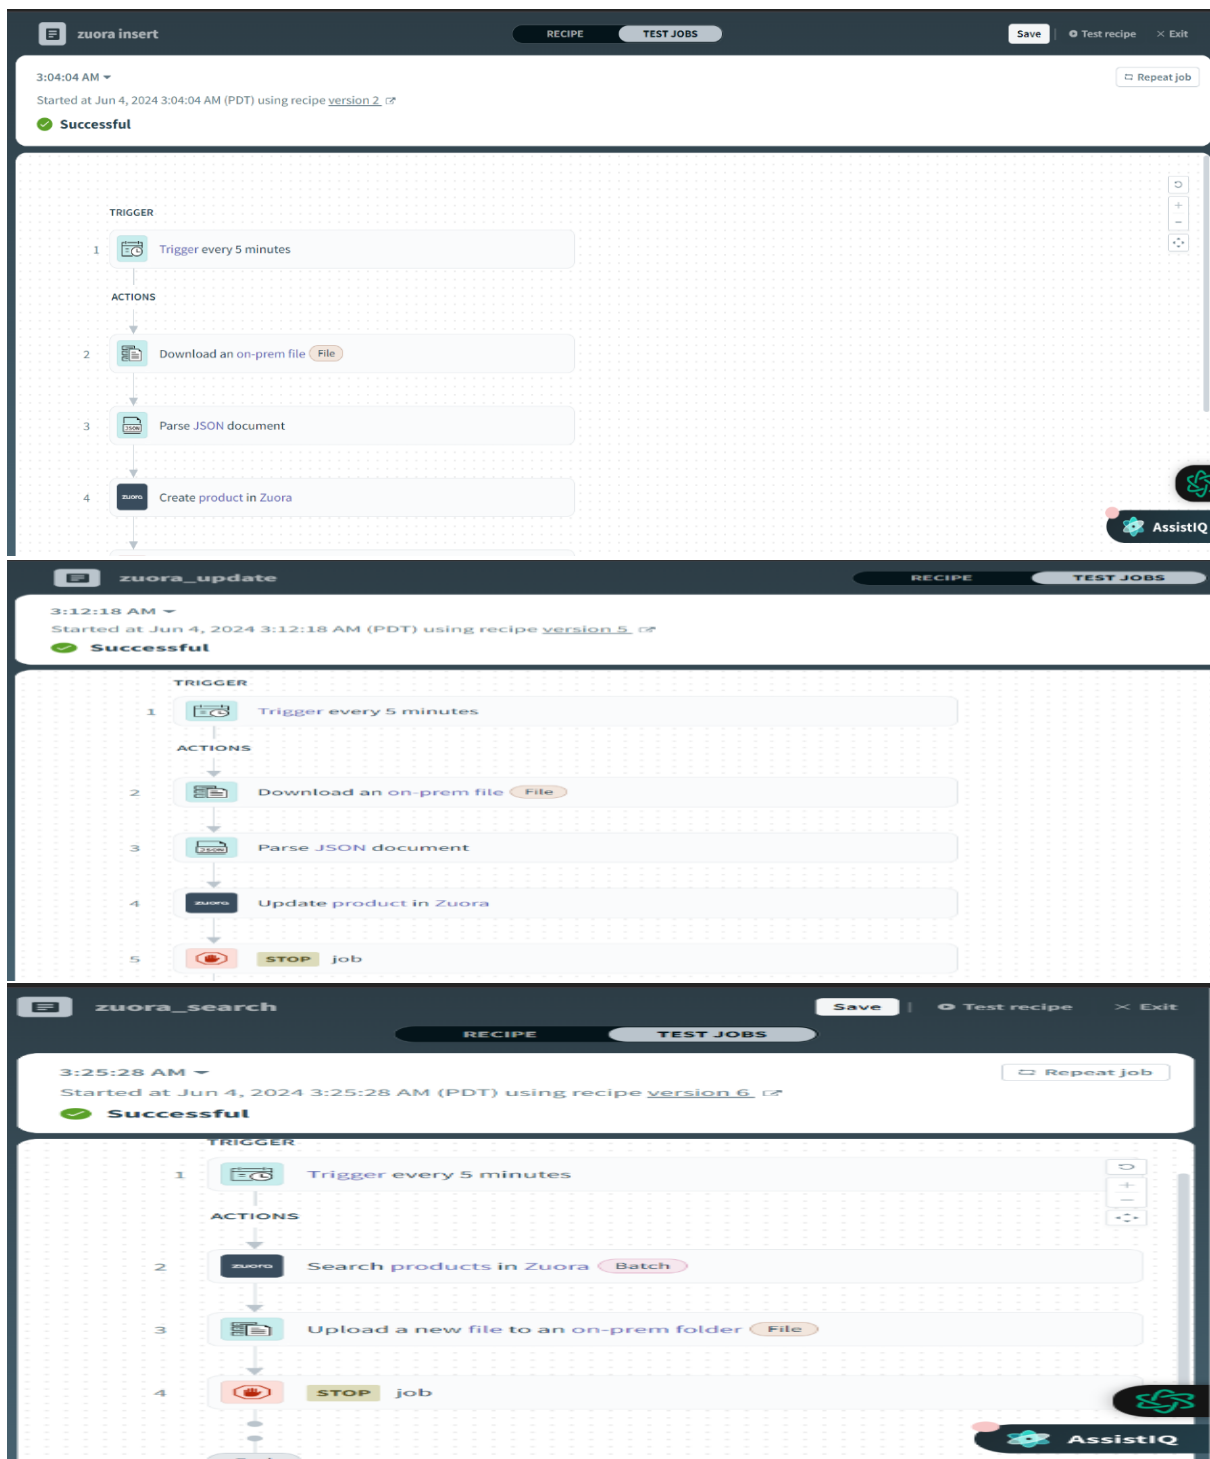 zuora insert
RECIPE TEST JOBS
Save Test recipe Exit
3:04:04 AM
Repeat job
Started at Jun 4, 2024 3:04:04 AM (PDT) using recipe version 2
Successful
TRIGGER
1 Trigger every 5 minutes
ACTIONS
2 Download an on-prem file File
3 JSON Parse JSON document
4 zuora Create product in Zuora
AssistIQ
zuora_update
RECIPE TEST JOBS
3:12:18 AM
Started at Jun 4, 2024 3:12:18 AM (PDT) using recipe version 5
Successful
TRIGGER
1 Trigger every 5 minutes
ACTIONS
2 Download an on-prem file File
3 JSON Parse JSON document
4 zuora Update product in Zuora
5 STOP job
zuora_search
Save Test recipe Exit
RECIPE TEST JOBS
3:25:28 AM
Repeat job
Started at Jun 4, 2024 3:25:28 AM (PDT) using recipe version 6
Successful
TRIGGER
1 Trigger every 5 minutes
ACTIONS
2 zuora Search products in Zuora Batch
3 Upload a new file to an on-prem folder File
4 STOP job
AssistIQ